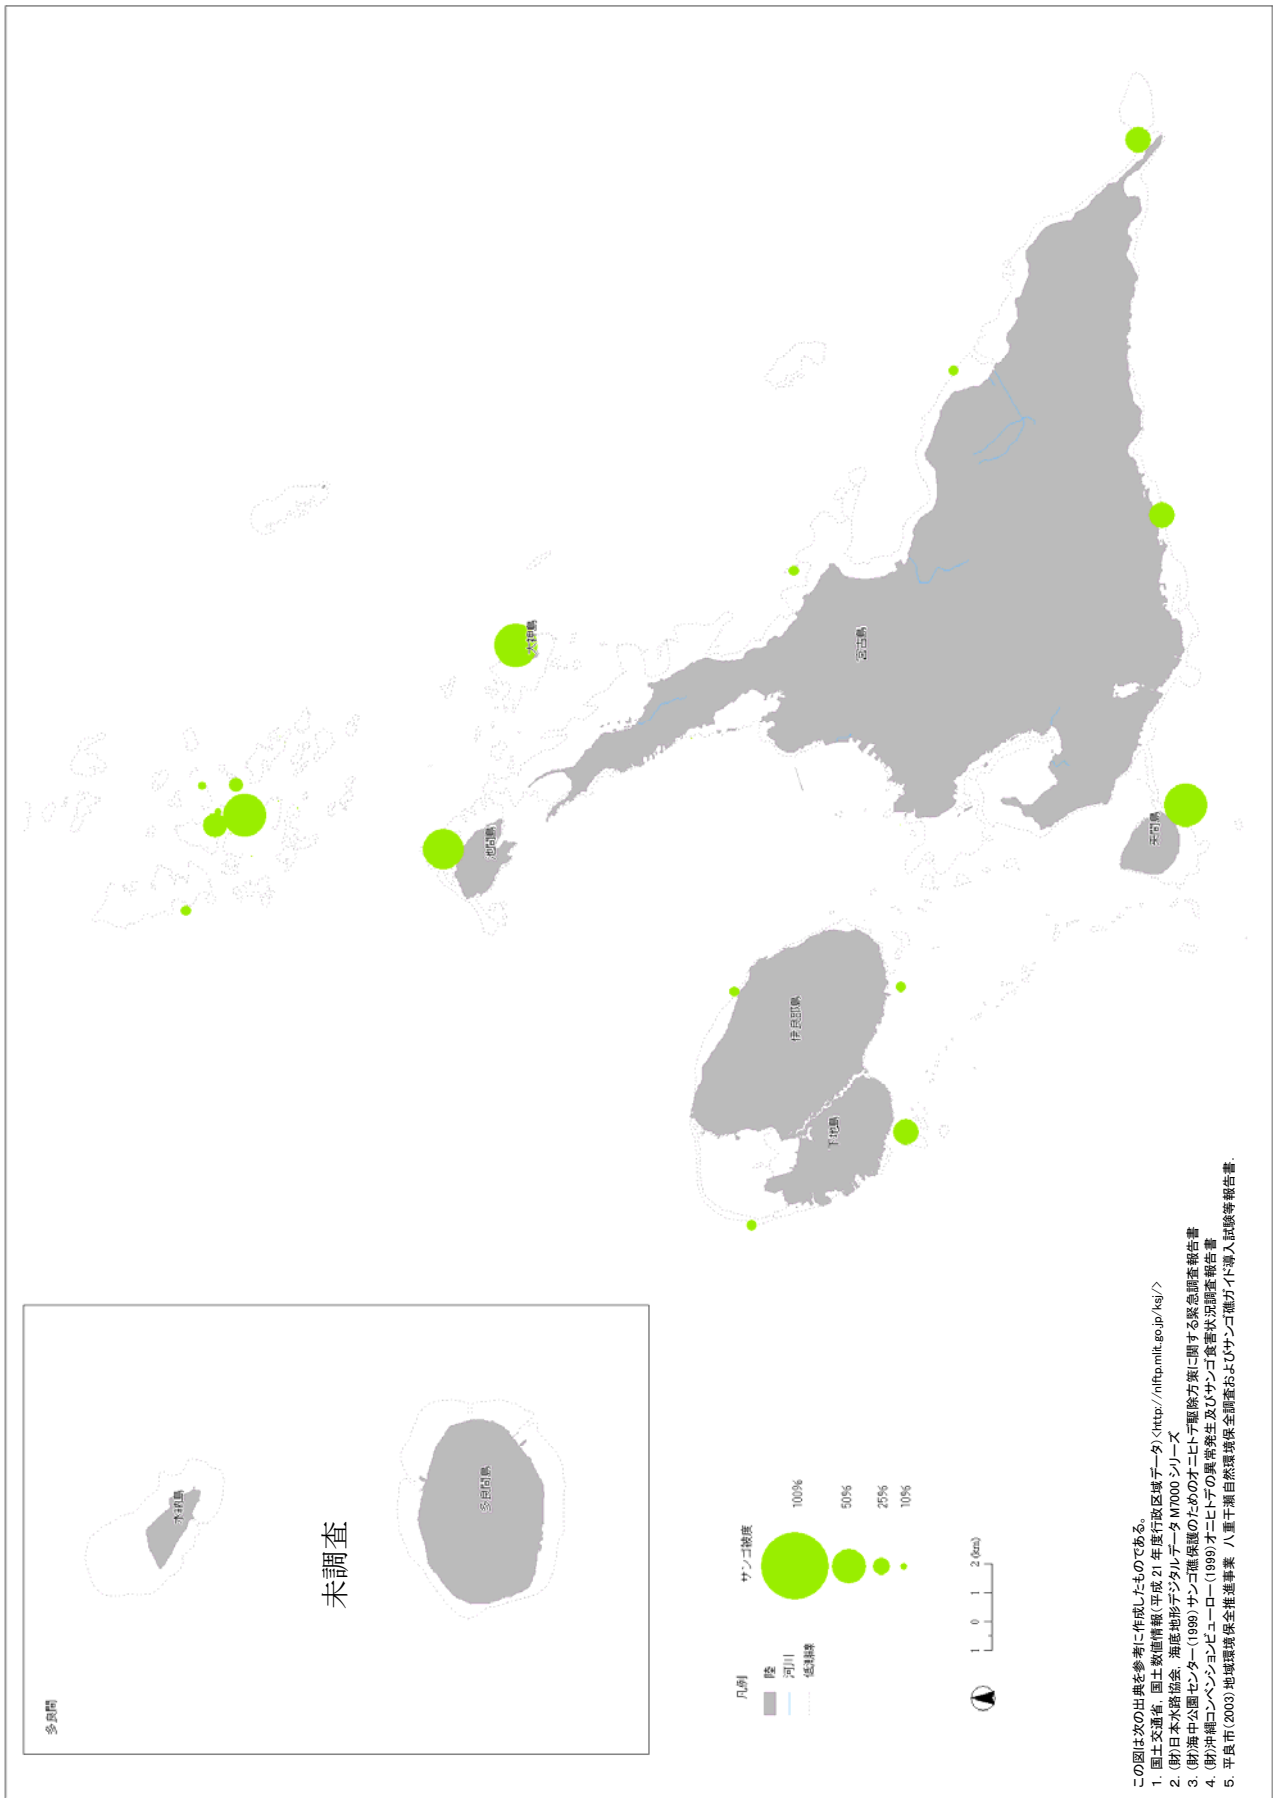 多良間
水納島
未調査
多良間島
池間島
大神島
宮古島
伊良部島
下地島
来間島
凡例
陸
河川
低潮線
サンゴ被度
100%
50%
25%
10%
1 0 1 2 (km)
この図は次の出典を参考に作成したものである。
1. 国土交通省. 国土数値情報(平成 21 年度行政区域データ)<http://nlftp.mlit.go.jp/ksj/>
2. (財)日本水路協会. 海底地形デジタルデータ M7000 シリーズ
3. (財)海中公園センター(1999)サンゴ礁保護のためのオニヒトデ駆除方策に関する緊急調査報告書
4. (財)沖縄コンベンションビューロー(1999)オニヒトデの異常発生及びサンゴ食害状況調査報告書
5. 平良市(2003)地域環境保全推進事業 八重干瀬自然環境保全調査およびサンゴ礁ガイド導入試験等報告書.